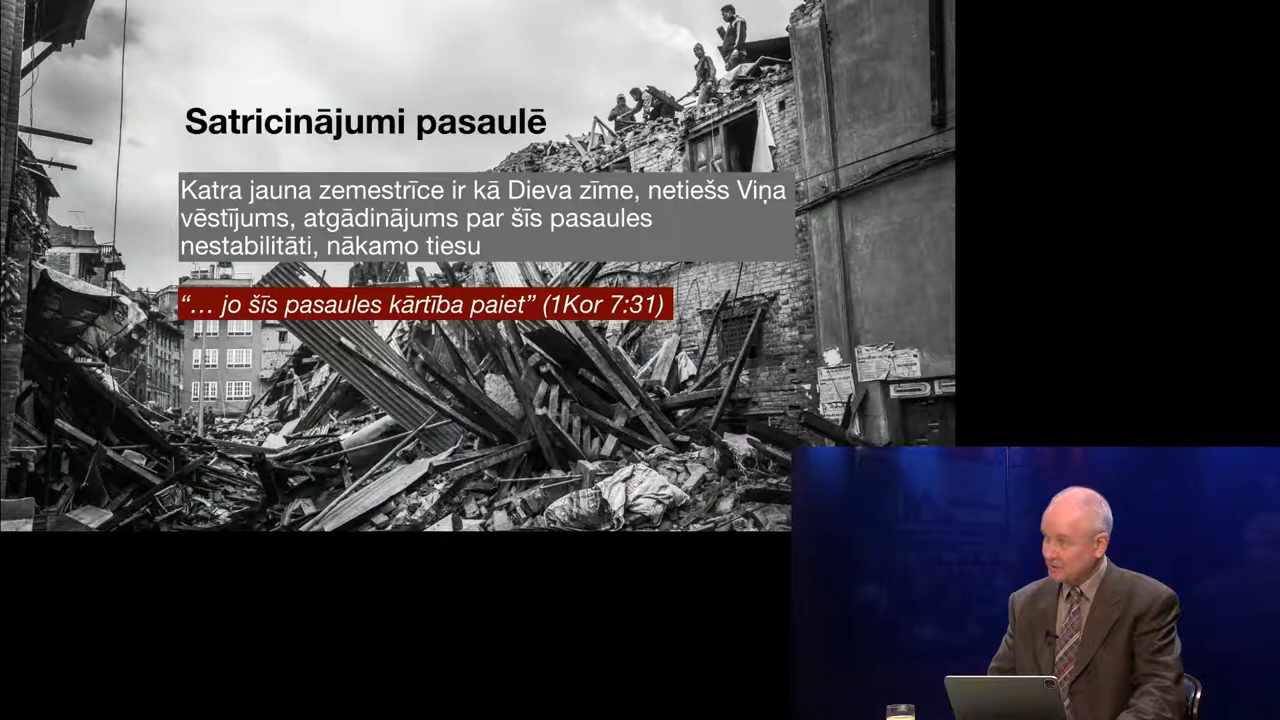 Satricinājumi pasaulē
Katra jauna zemestrīce ir kā Dieva zīme, netiešs Viņa
vēstījums, atgādinājums par šīs pasaules
nestabilitāti, nākamo tiesu
“… jo šīs pasaules kārtība paiet” (1Kor 7:31)